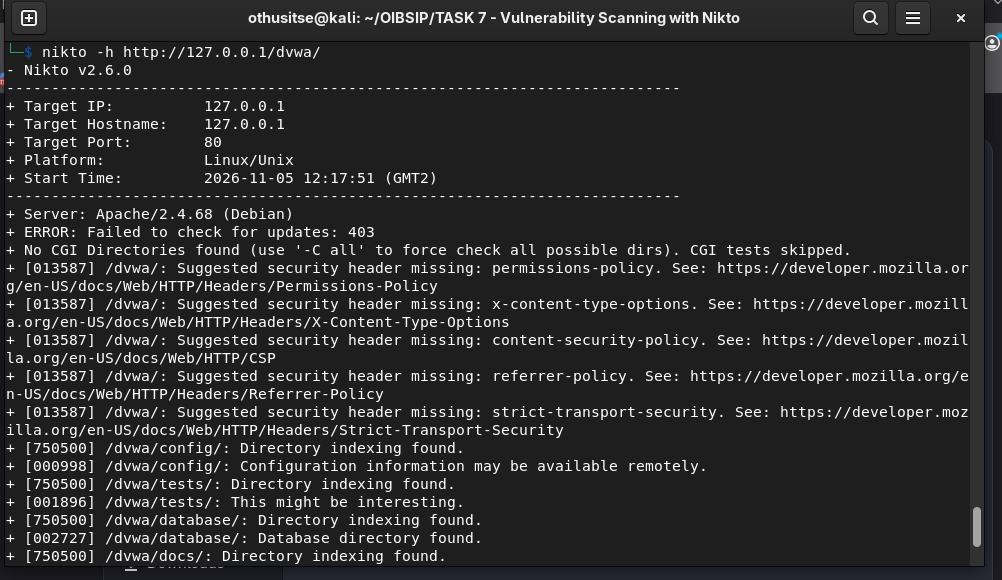 othusitse@kali: ~/OIBSIP/TASK 7 - Vulnerability Scanning with Nikto
└─$ nikto -h http://127.0.0.1/dvwa/
- Nikto v2.6.0
---------------------------------------------------------------------------
+ Target IP:          127.0.0.1
+ Target Hostname:    127.0.0.1
+ Target Port:        80
+ Platform:           Linux/Unix
+ Start Time:         2026-11-05 12:17:51 (GMT2)
---------------------------------------------------------------------------
+ Server: Apache/2.4.68 (Debian)
+ ERROR: Failed to check for updates: 403
+ No CGI Directories found (use '-C all' to force check all possible dirs). CGI tests skipped.
+ [013587] /dvwa/: Suggested security header missing: permissions-policy. See: https://developer.mozilla.or
g/en-US/docs/Web/HTTP/Headers/Permissions-Policy
+ [013587] /dvwa/: Suggested security header missing: x-content-type-options. See: https://developer.mozill
a.org/en-US/docs/Web/HTTP/Headers/X-Content-Type-Options
+ [013587] /dvwa/: Suggested security header missing: content-security-policy. See: https://developer.mozil
la.org/en-US/docs/Web/HTTP/CSP
+ [013587] /dvwa/: Suggested security header missing: referrer-policy. See: https://developer.mozilla.org/e
n-US/docs/Web/HTTP/Headers/Referrer-Policy
+ [013587] /dvwa/: Suggested security header missing: strict-transport-security. See: https://developer.moz
illa.org/en-US/docs/Web/HTTP/Headers/Strict-Transport-Security
+ [750500] /dvwa/config/: Directory indexing found.
+ [000998] /dvwa/config/: Configuration information may be available remotely.
+ [750500] /dvwa/tests/: Directory indexing found.
+ [001896] /dvwa/tests/: This might be interesting.
+ [750500] /dvwa/database/: Directory indexing found.
+ [002727] /dvwa/database/: Database directory found.
+ [750500] /dvwa/docs/: Directory indexing found.